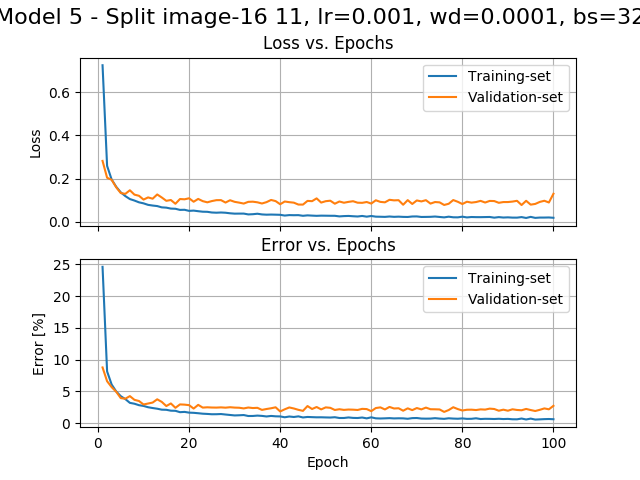 Model 5 - Split image-16 11, lr=0.001, wd=0.0001, bs=32
Loss vs. Epochs
Loss
0.6
0.4
0.2
0.0
Training-set
Validation-set
Error vs. Epochs
Error [%]
25
20
15
10
5
0
Training-set
Validation-set
0 20 40 60 80 100
Epoch